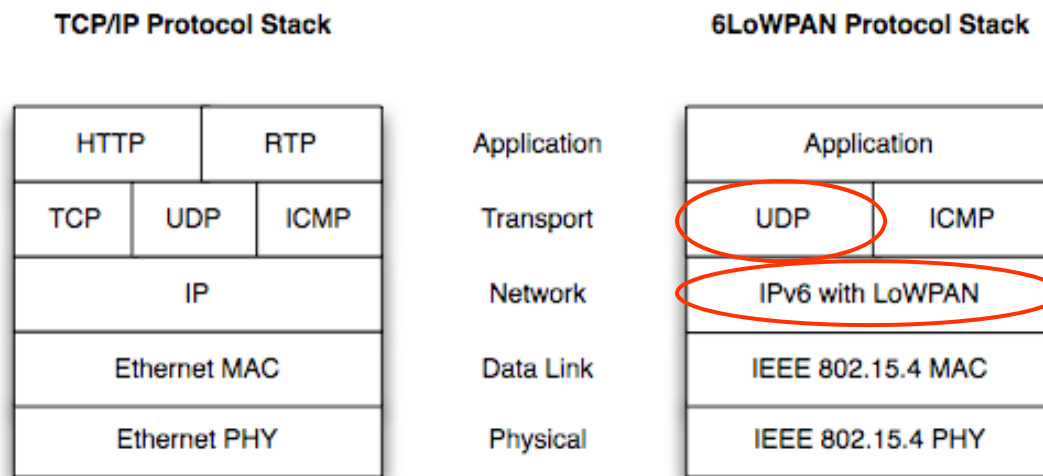 TCP/IP Protocol Stack 6LoWPAN Protocol Stack
HTTP RTP Application Application
TCP UDP ICMP Transport UDP ICMP
IP Network IPv6 with LoWPAN
Ethernet MAC Data Link IEEE 802.15.4 MAC
Ethernet PHY Physical IEEE 802.15.4 PHY